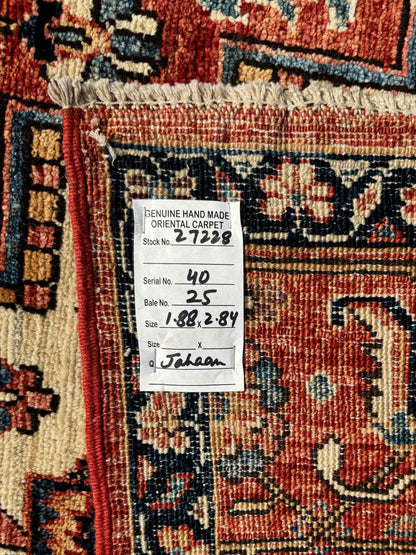 GENUINE HAND MADE
ORIENTAL CARPET
Stock No. 27228
Serial No. 40
Bale No. 25
Size 1.88 x 2.84
Size x
Q Jahaan